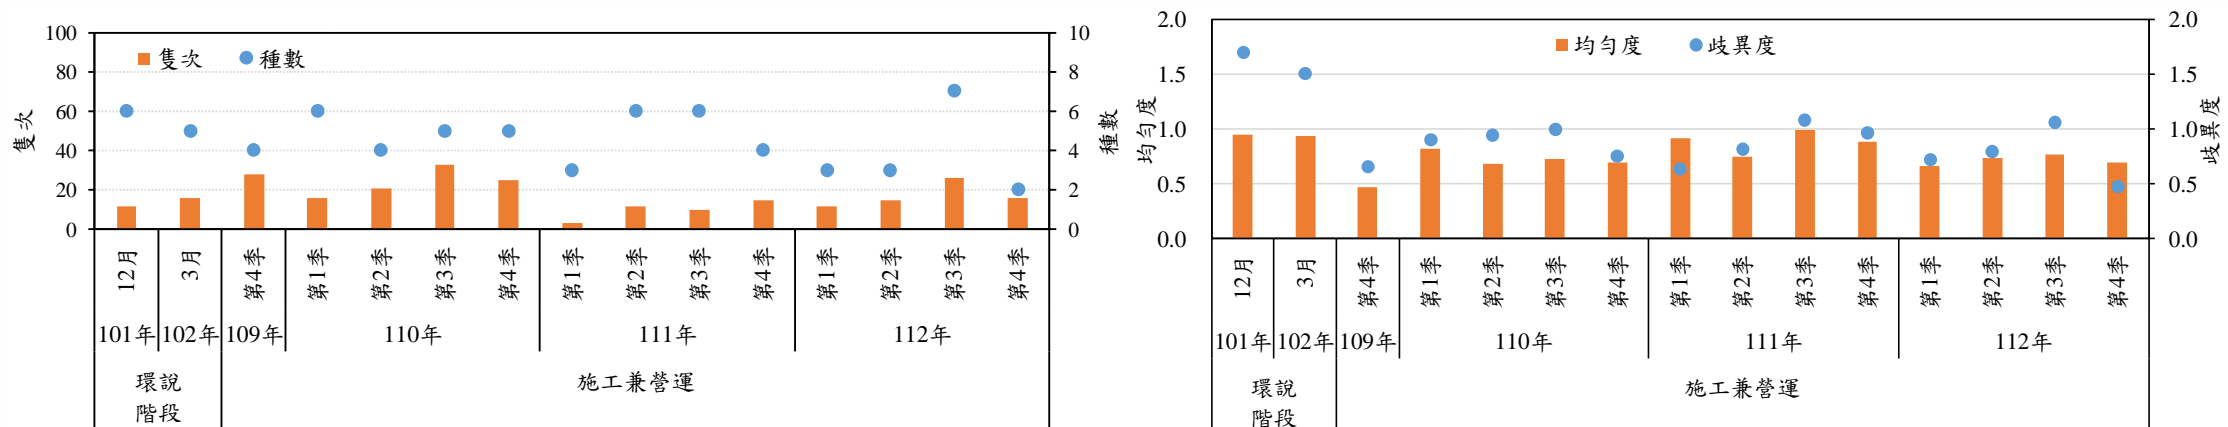 100
80
60
40
20
0
隻次
隻次 種數
10
8
6
4
2
0
種數
12月 3月 第4季 第1季 第2季 第3季 第4季 第1季 第2季 第3季 第4季 第1季 第2季 第3季 第4季
101年 102年 109年 110年 111年 112年
環說
階段
施工兼營運
2.0
1.5
1.0
0.5
0.0
均勻度
均勻度 歧異度
2.0
1.5
1.0
0.5
0.0
歧異度
12月 3月 第4季 第1季 第2季 第3季 第4季 第1季 第2季 第3季 第4季 第1季 第2季 第3季 第4季
101年 102年 109年 110年 111年 112年
環說
階段
施工兼營運